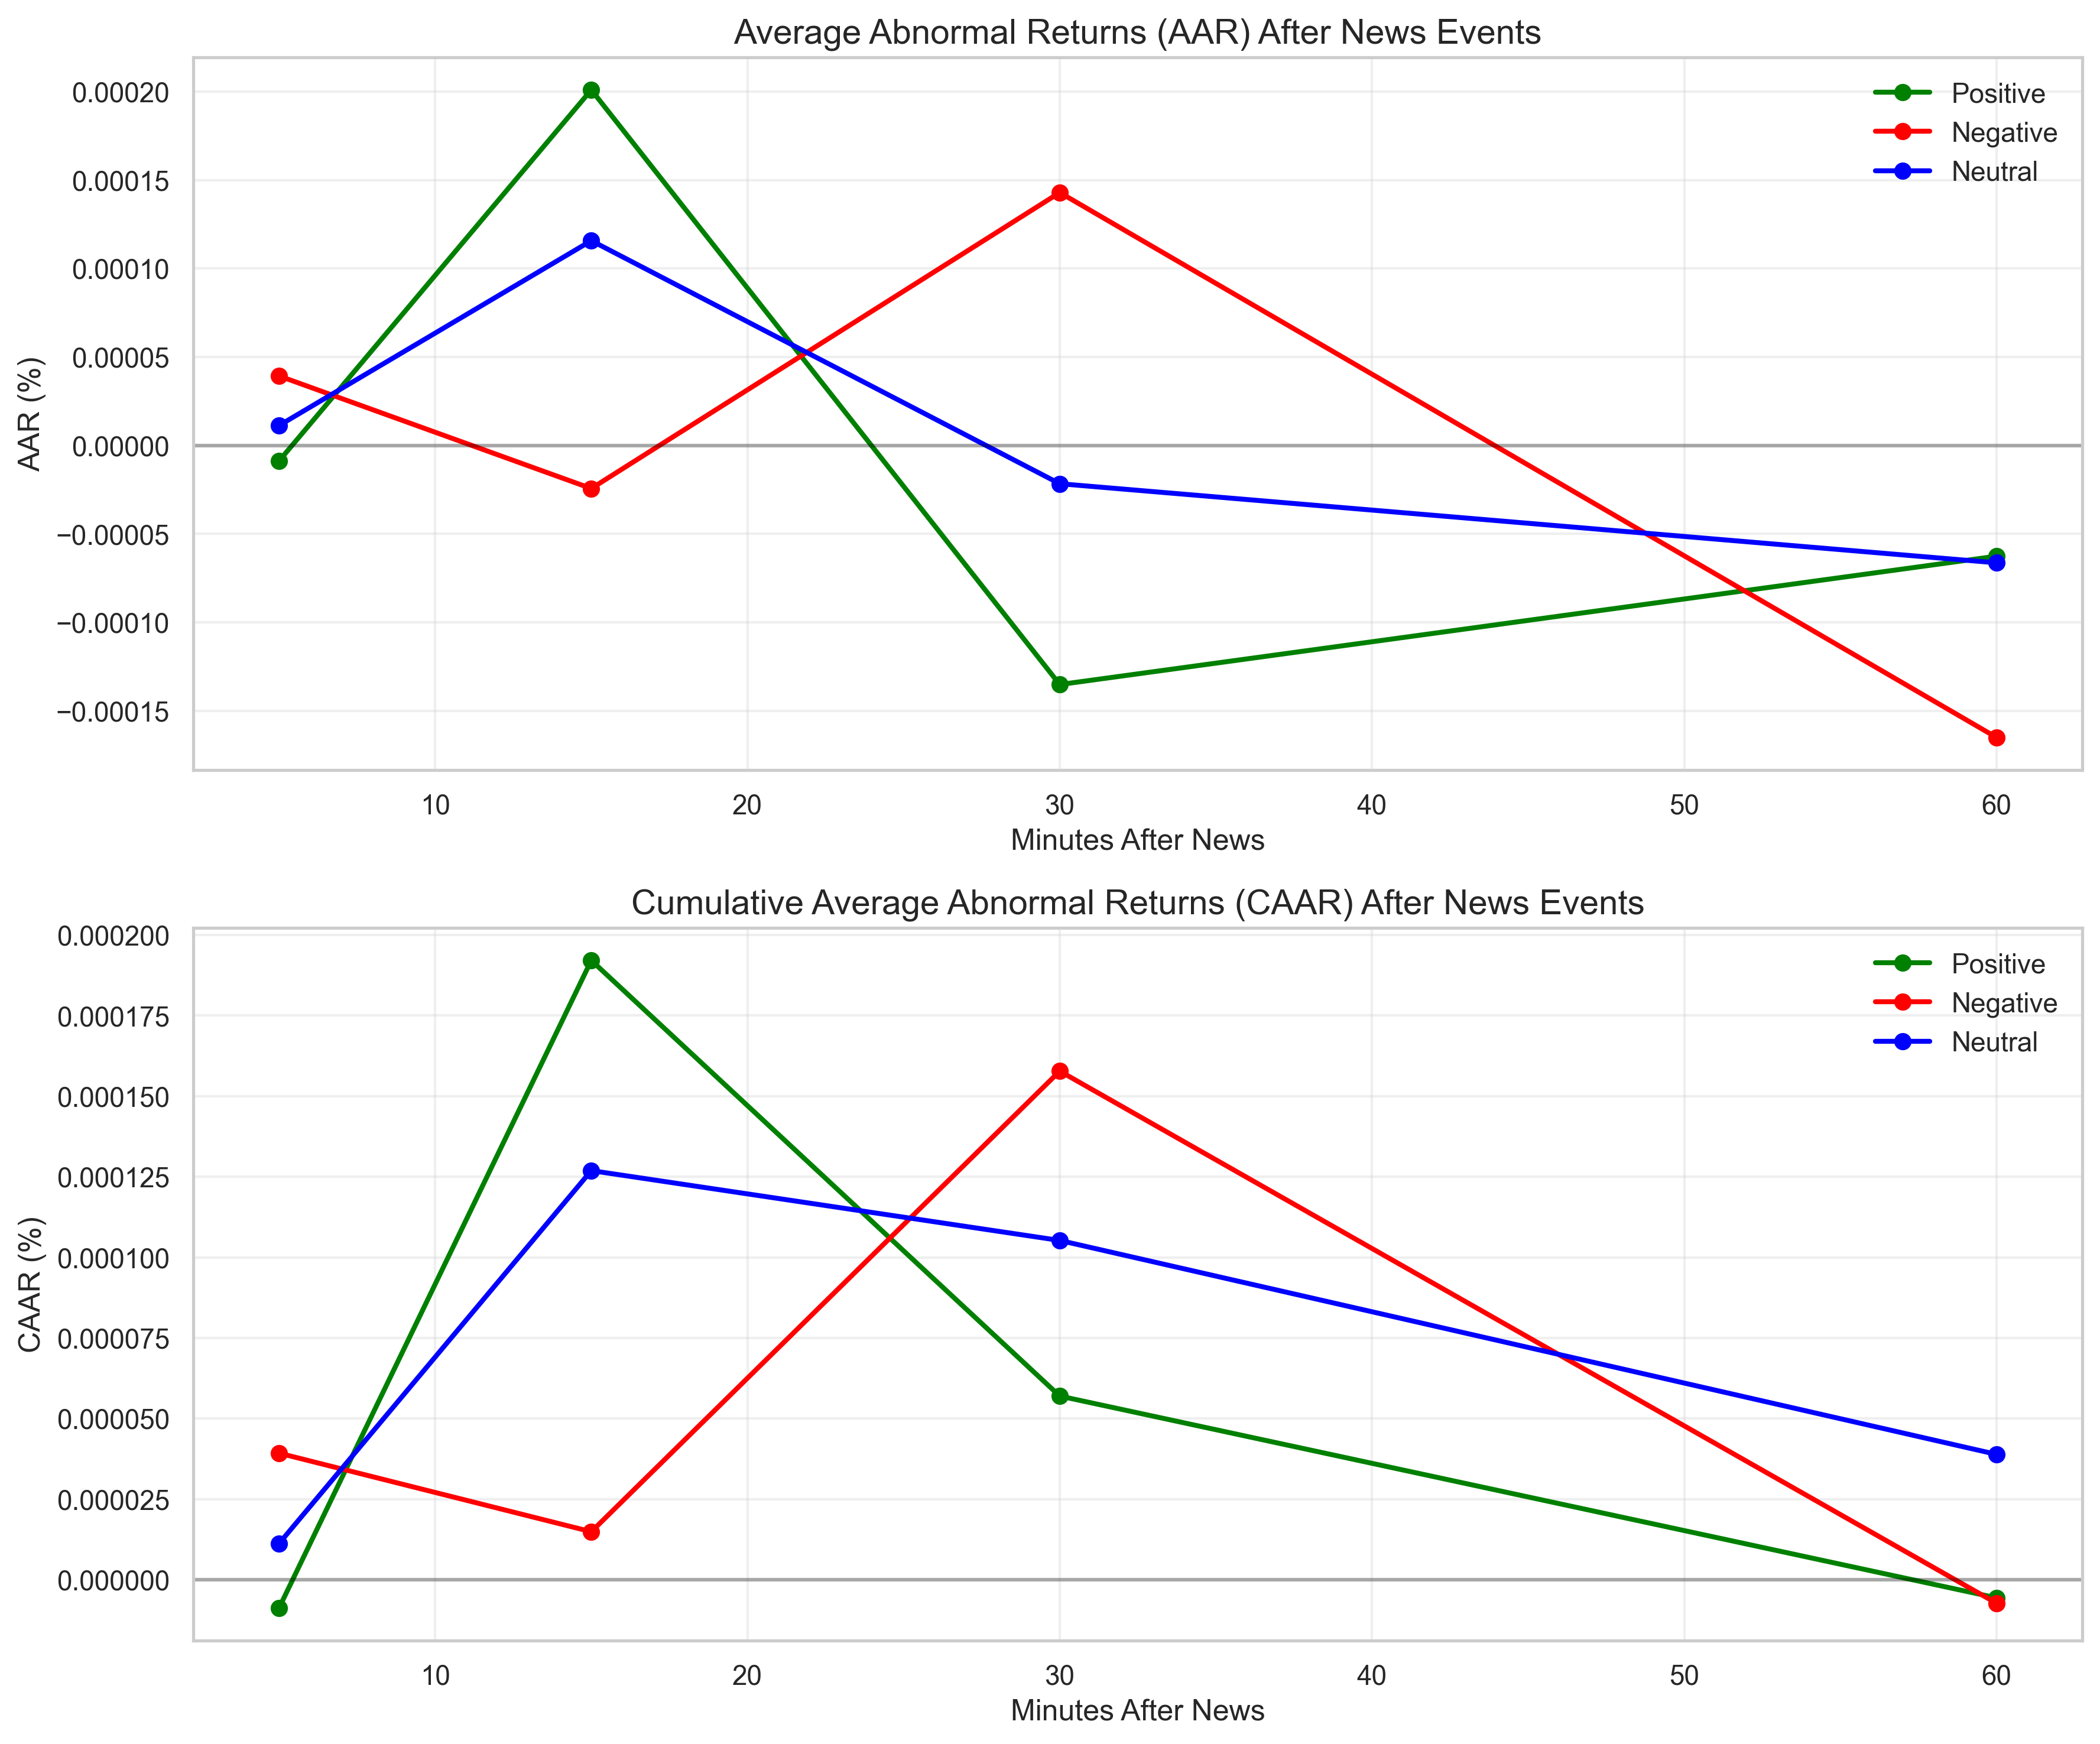 Average Abnormal Returns (AAR) After News Events
0.00020
0.00015
0.00010
0.00005
0.00000
−0.00005
−0.00010
−0.00015
AAR (%)
Positive
Negative
Neutral
10 20 30 40 50 60
Minutes After News
Cumulative Average Abnormal Returns (CAAR) After News Events
0.000200
0.000175
0.000150
0.000125
0.000100
0.000075
0.000050
0.000025
0.000000
CAAR (%)
Positive
Negative
Neutral
10 20 30 40 50 60
Minutes After News